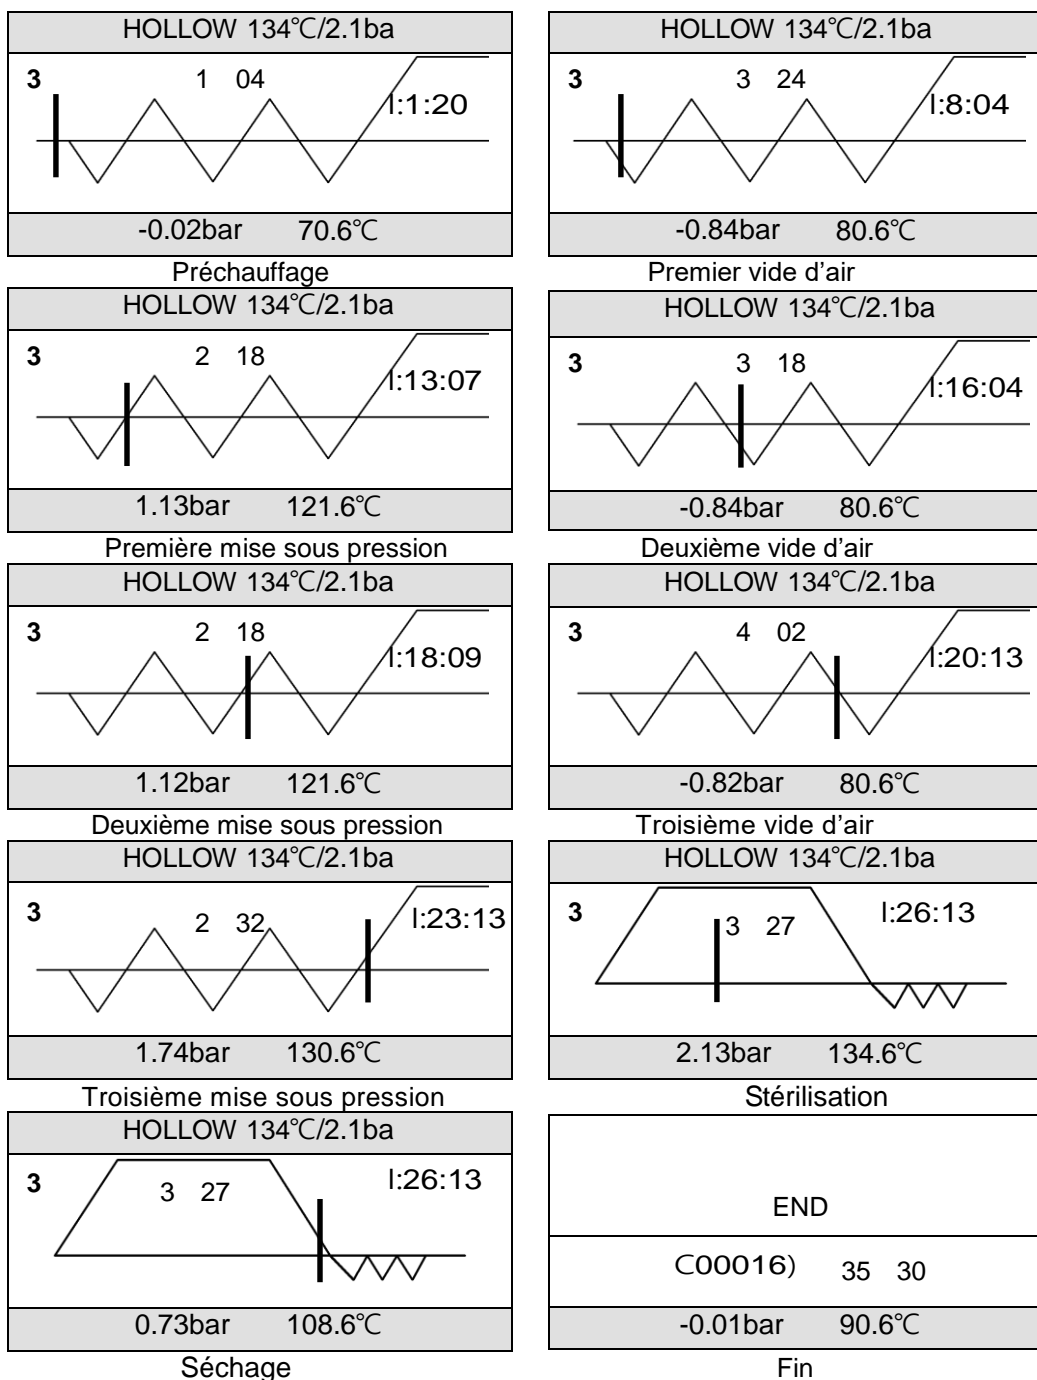 HOLLOW 134℃/2.1ba
3
1 04
I:1:20
-0.02bar 70.6℃
Préchauffage
HOLLOW 134℃/2.1ba
3
3 24
I:8:04
-0.84bar 80.6℃
Premier vide d'air
HOLLOW 134℃/2.1ba
3
2 18
I:13:07
1.13bar 121.6℃
Première mise sous pression
HOLLOW 134℃/2.1ba
3
3 18
I:16:04
-0.84bar 80.6℃
Deuxième vide d'air
HOLLOW 134℃/2.1ba
3
2 18
I:18:09
1.12bar 121.6℃
Deuxième mise sous pression
HOLLOW 134℃/2.1ba
3
4 02
I:20:13
-0.82bar 80.6℃
Troisième vide d'air
HOLLOW 134℃/2.1ba
3
2 32
I:23:13
1.74bar 130.6℃
Troisième mise sous pression
HOLLOW 134℃/2.1ba
3
3 27
I:26:13
2.13bar 134.6℃
Stérilisation
HOLLOW 134℃/2.1ba
3
3 27
I:26:13
0.73bar 108.6℃
Séchage
END
C00016) 35 30
-0.01bar 90.6℃
Fin